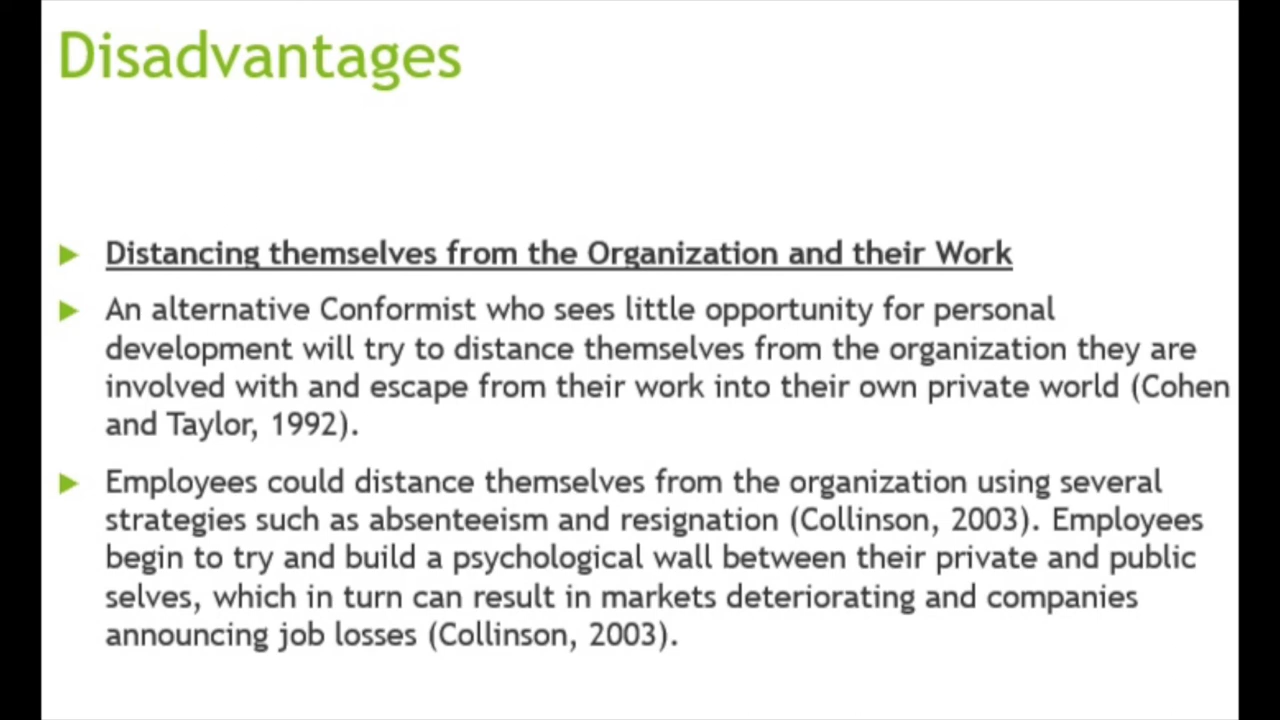 Disadvantages
Distancing themselves from the Organization and their Work
An alternative Conformist who sees little opportunity for personal
development will try to distance themselves from the organization they are
involved with and escape from their work into their own private world (Cohen
and Taylor, 1992).
Employees could distance themselves from the organization using several
strategies such as absenteeism and resignation (Collinson, 2003). Employees
begin to try and build a psychological wall between their private and public
selves, which in turn can result in markets deteriorating and companies
announcing job losses (Collinson, 2003).